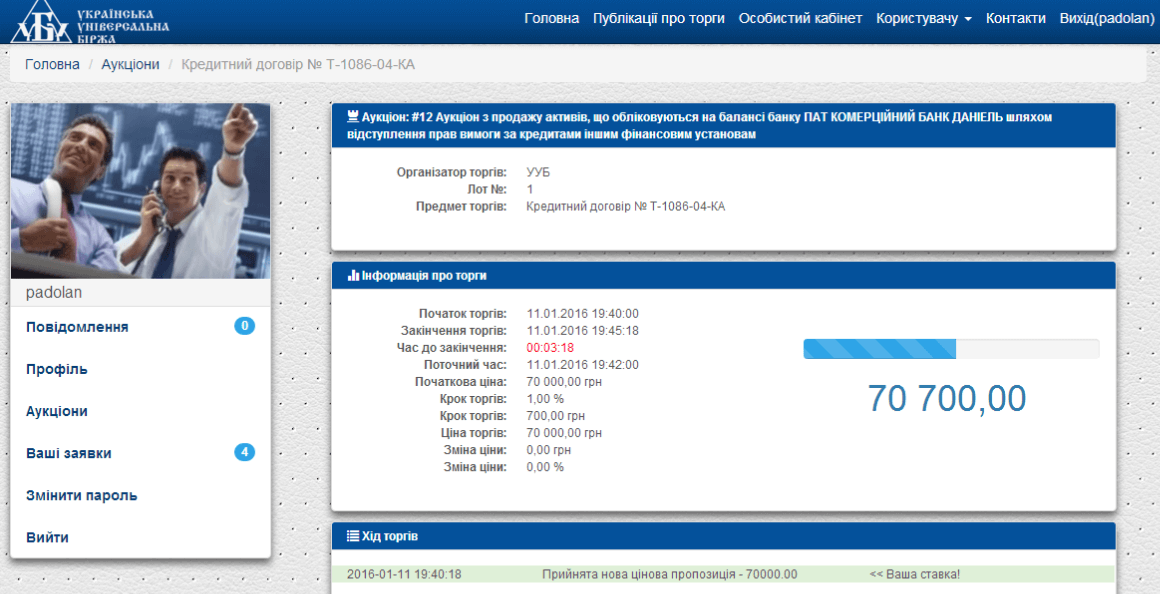 УБУ
УКРАЇНСЬКА
УНІВЕРСАЛЬНА
БІРЖА
Головна Публікації про торги Особистий кабінет Користувачу Контакти Вихід(padolan)
Головна / Аукціони / Кредитний договір № Т-1086-04-КА
padolan
Повідомлення 0
Профіль
Аукціони
Ваші заявки 4
Змінити пароль
Вийти
Аукціон: #12 Аукціон з продажу активів, що обліковуються на балансі банку ПАТ КОМЕРЦІЙНИЙ БАНК ДАНІЕЛЬ шляхом
відступлення прав вимоги за кредитами іншим фінансовим установам
Організатор торгів: УУБ
Лот №: 1
Предмет торгів: Кредитний договір № Т-1086-04-КА
Інформація про торги
Початок торгів: 11.01.2016 19:40:00
Закінчення торгів: 11.01.2016 19:45:18
Час до закінчення: 00:03:18
Поточний час: 11.01.2016 19:42:00
Початкова ціна: 70 000,00 грн
Крок торгів: 1,00 %
Крок торгів: 700,00 грн
Ціна торгів: 70 000,00 грн
Зміна ціни: 0,00 грн
Зміна ціни: 0,00 %
70 700,00
Хід торгів
2016-01-11 19:40:18 Прийнята нова цінова пропозиція - 70000.00 << Ваша ставка!